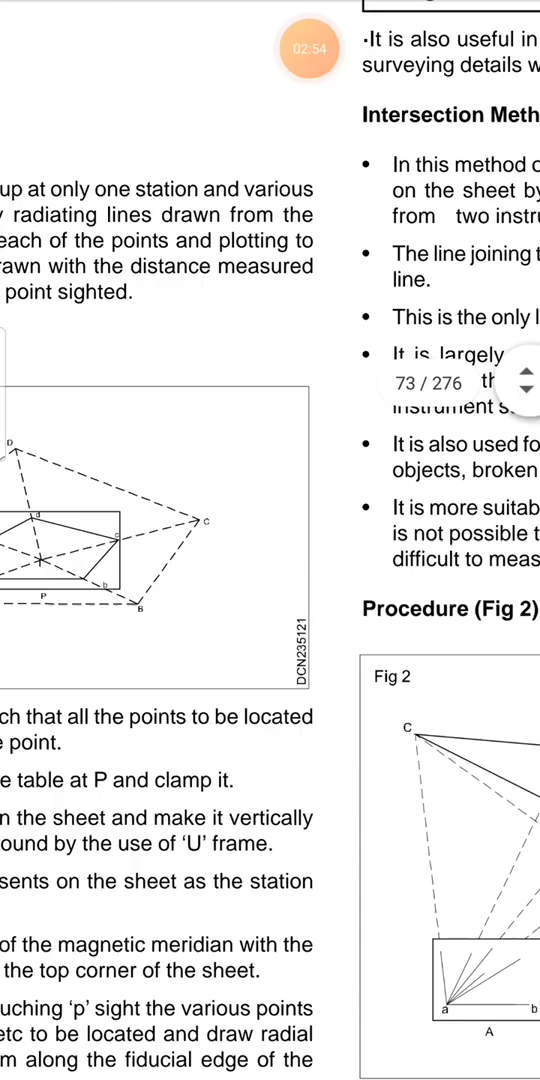 02:54
up at only one station and various
radiating lines drawn from the
each of the points and plotting to
rawn with the distance measured
point sighted.
D
d
C
c
b
P
B
DCN235121
ch that all the points to be located
point.
e table at P and clamp it.
n the sheet and make it vertically
ound by the use of ‘U’ frame.
sents on the sheet as the station
of the magnetic meridian with the
the top corner of the sheet.
uching ‘p’ sight the various points
etc to be located and draw radial
m along the fiducial edge of the
·It is also useful in
surveying details w
Intersection Meth
• In this method o
on the sheet by
from two instru
• The line joining t
line.
• This is the only l
• It is largely
73 / 276 th
instrument s
• It is also used fo
objects, broken
• It is more suitab
is not possible t
difficult to meas
Procedure (Fig 2)
Fig 2
C
a
b
A